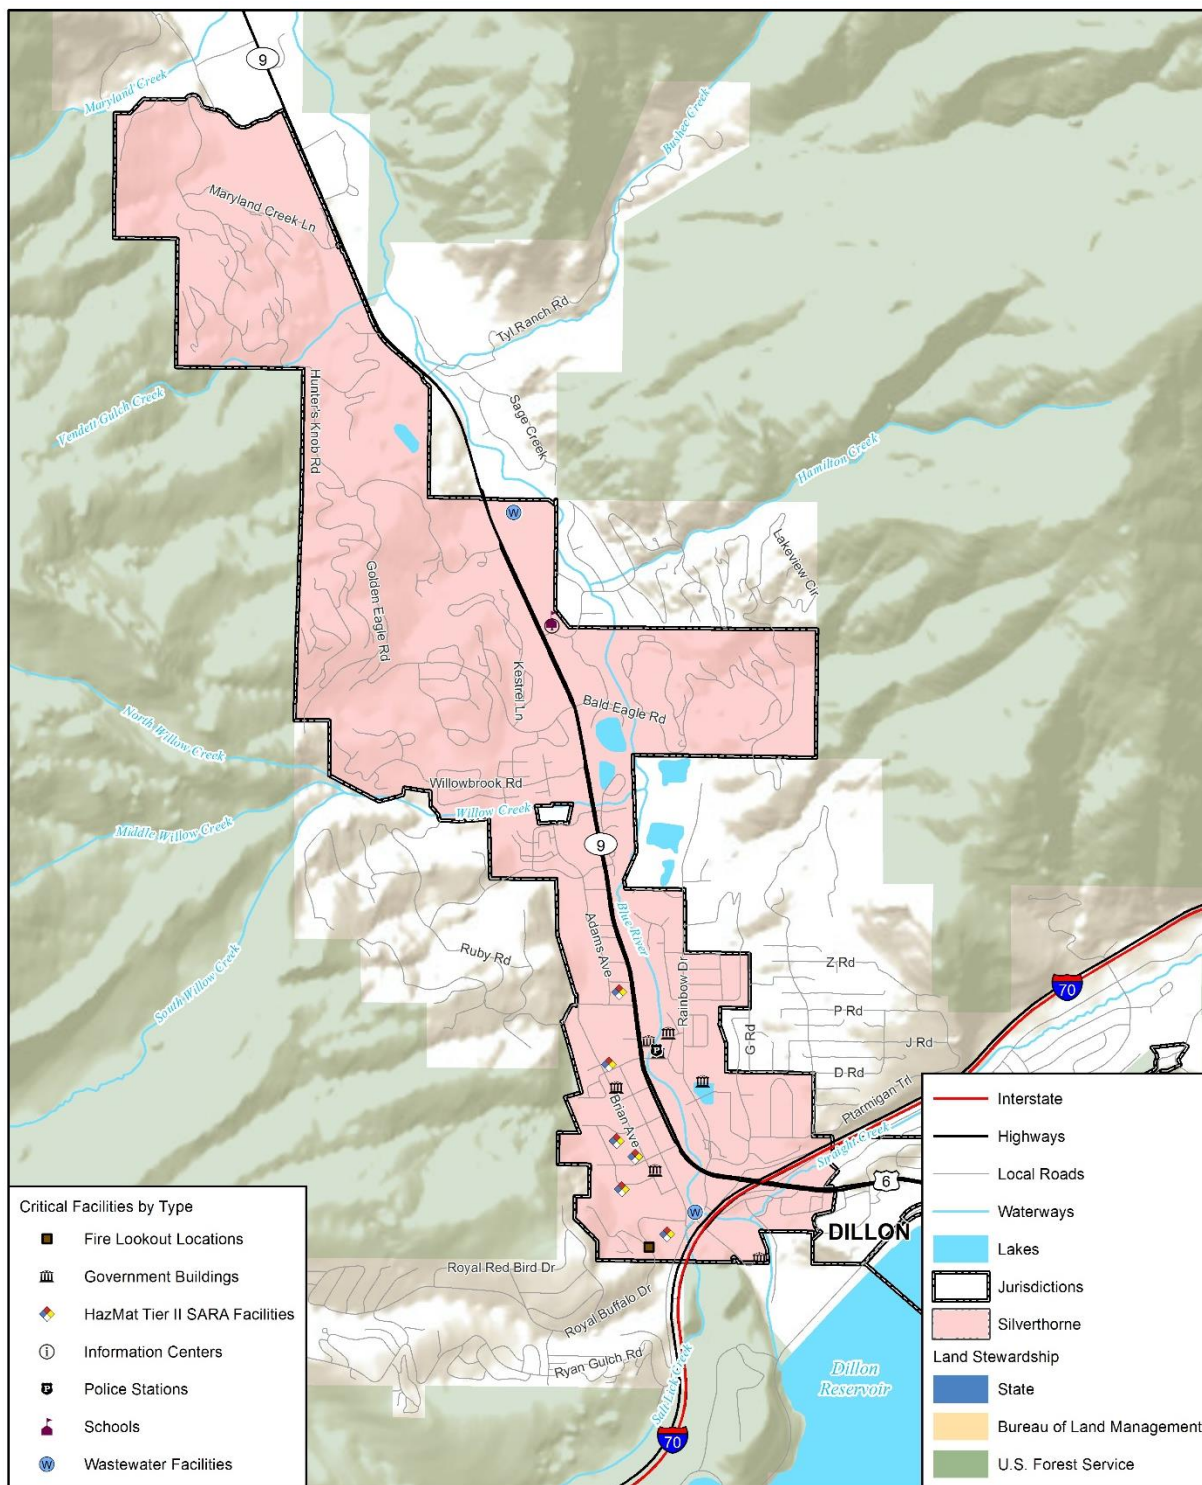 9
Maryland Creek
Bushee Creek
Maryland Creek Ln
Tyl Ranch Rd
Vendett Gulch Creek
Hunter's Knob Rd
Sage Creek
Hamilton Creek
W
Lakeview Cir
Golden Eagle Rd
Kestrel Ln
Bald Eagle Rd
North Willow Creek
Willowbrook Rd
Willow Creek
Middle Willow Creek
9
Blue River
Adams Ave
Ruby Rd
South Willow Creek
Rainbow Dr
Z Rd
70
P Rd
G Rd
J Rd
D Rd
Ptarmigan Trl
Brian Ave
Straight Creek
6
W
DILLON
Royal Red Bird Dr
Royal Buffalo Dr
Ryan Gulch Rd
Salt Lick Creek
70
Dillon
Reservoir
Critical Facilities by Type
Fire Lookout Locations
Government Buildings
HazMat Tier II SARA Facilities
i Information Centers
P Police Stations
Schools
W Wastewater Facilities
Interstate
Highways
Local Roads
Waterways
Lakes
Jurisdictions
Silverthorne
Land Stewardship
State
Bureau of Land Management
U.S. Forest Service